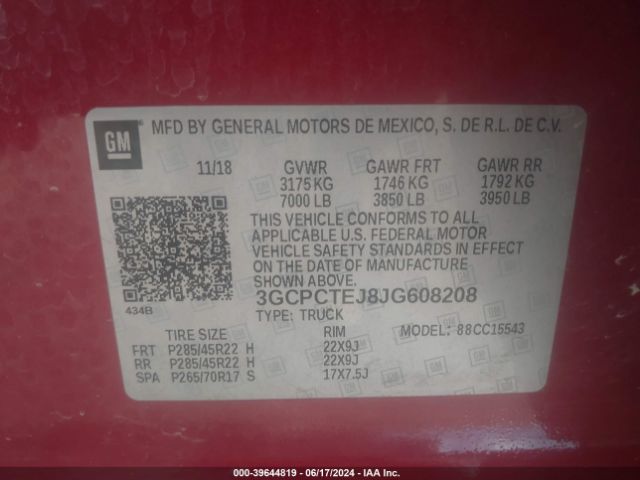 GM
MFD BY GENERAL MOTORS DE MEXICO, S. DE R.L. DE C.V.
11/18 GVWR GAWR FRT GAWR RR
3175 KG 1746 KG 1792 KG
7000 LB 3850 LB 3950 LB
THIS VEHICLE CONFORMS TO ALL
APPLICABLE U.S. FEDERAL MOTOR
VEHICLE SAFETY STANDARDS IN EFFECT
ON THE DATE OF MANUFACTURE
SHOWN ABOVE.
3GCPCTEJ8JG608208
434B TYPE: TRUCK
TIRE SIZE RIM MODEL: 88CC15543
FRT P285/45R22 H 22X9J
RR P285/45R22 H 22X9J
SPA P265/70R17 S 17X7.5J
000-39644819 - 06/17/2024 - IAA Inc.